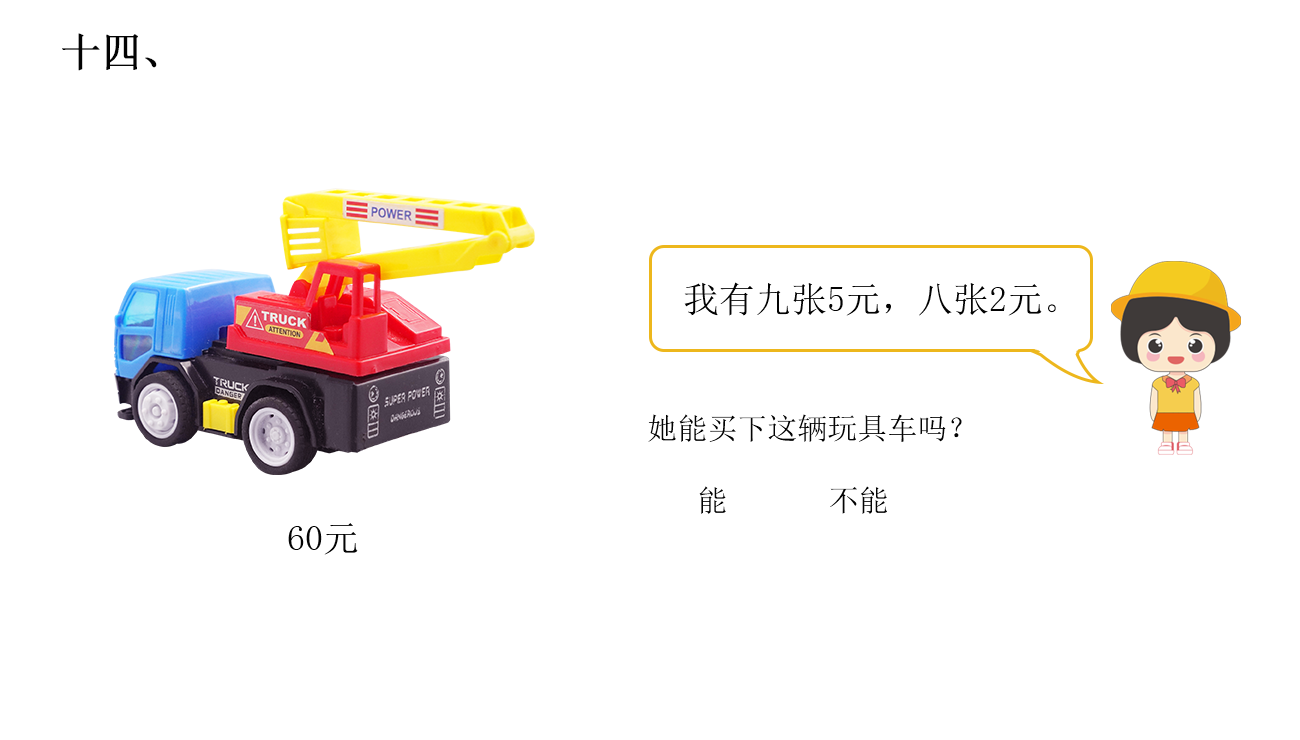 十四、
POWER
TRUCK
ATTENTION
TRUCK
DANGER
SUPER POWER
DANGEROUS
60元
我有九张5元，八张2元。
她能买下这辆玩具车吗？
能 不能